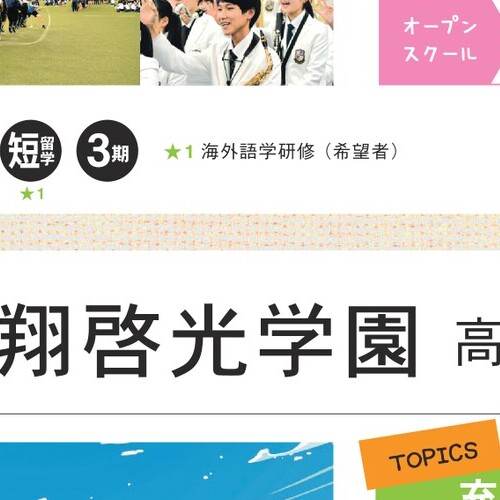 オープン
スクール
短留学
3期
★1 海外語学研修（希望者）
★1
翔啓光学園 高
TOPICS